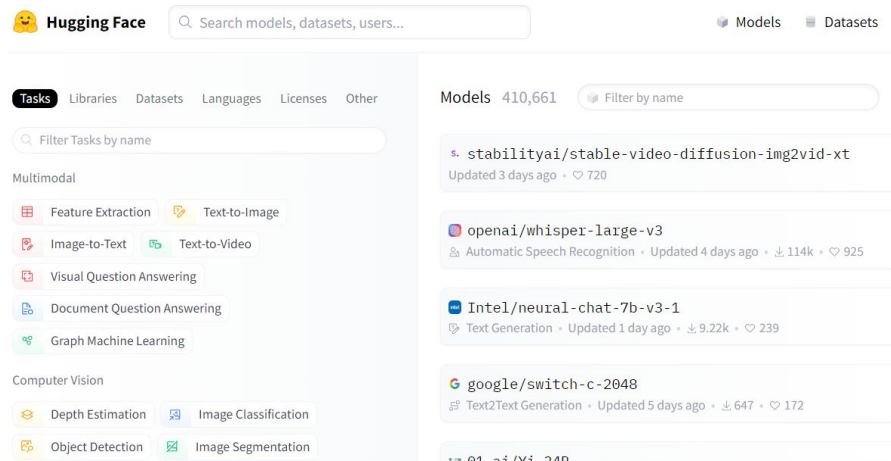 Hugging Face
Search models, datasets, users...
Models
Datasets
Tasks Libraries Datasets Languages Licenses Other
Filter Tasks by name
Multimodal
Feature Extraction Text-to-Image
Image-to-Text Text-to-Video
Visual Question Answering
Document Question Answering
Graph Machine Learning
Computer Vision
Depth Estimation Image Classification
Object Detection Image Segmentation
Models 410,661 Filter by name
stabilityai/stable-video-diffusion-img2vid-xt
Updated 3 days ago • 720
openai/whisper-large-v3
Automatic Speech Recognition • Updated 4 days ago • 114k • 925
Intel/neural-chat-7b-v3-1
Text Generation • Updated 1 day ago • 9.22k • 239
google/switch-c-2048
Text2Text Generation • Updated 5 days ago • 647 • 172
01-ai/Yi-34B